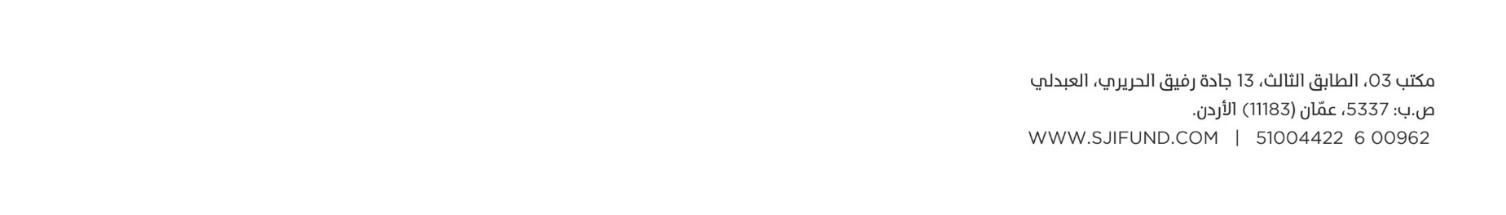 مكتب 03، الطابق الثالث، 13 جادة رفيق الحريري، العبدلي
ص.ب: 5337، عمّان (11183) الأردن.
WWW.SJIFUND.COM | 51004422 6 00962